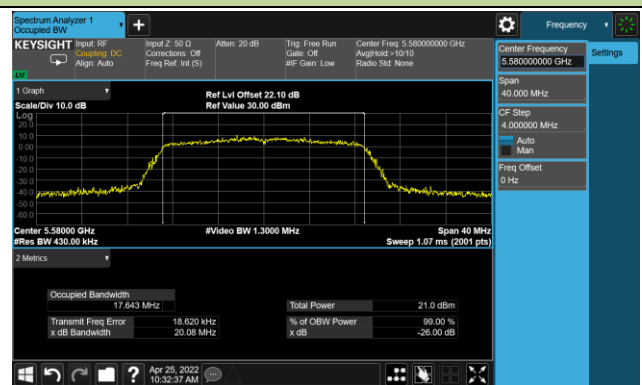 Spectrum Analyzer 1
Occupied BW
Frequency
KEYSIGHT
Input: RF
Coupling: DC
Align: Auto
Input Z: 50 Ω
Corrections: Off
Freq Ref: Int (S)
Atten: 20 dB
Trig: Free Run
Gate: Off
#IF Gain: Low
Center Freq: 5.580000000 GHz
Avg|Hold:>10/10
Radio Std: None
Center Frequency
5.580000000 GHz
Settings
Span
40.000 MHz
CF Step
4.000000 MHz
Auto
Man
Freq Offset
0 Hz
1 Graph
Scale/Div 10.0 dB
Ref Lvl Offset 22.10 dB
Ref Value 30.00 dBm
Log
20.0
10.0
0.00
-10.0
-20.0
-30.0
-40.0
-50.0
-60.0
Center 5.58000 GHz
#Res BW 430.00 kHz
#Video BW 1.3000 MHz
Span 40 MHz
Sweep 1.07 ms (2001 pts)
2 Metrics
Occupied Bandwidth
17.643 MHz
Total Power 21.0 dBm
Transmit Freq Error 18.620 kHz
% of OBW Power 99.00 %
x dB Bandwidth 20.08 MHz
x dB -26.00 dB
Apr 25, 2022
10:32:37 AM